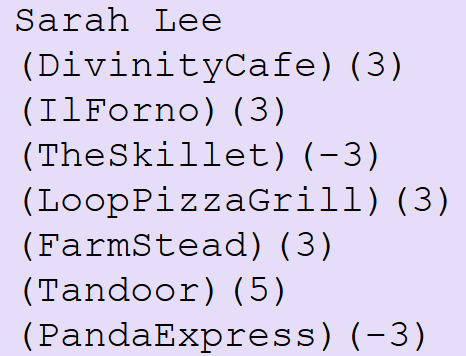 Sarah Lee
(DivinityCafe)(3)
(IlForno)(3)
(TheSkillet)(-3)
(LoopPizzaGrill)(3)
(FarmStead)(3)
(Tandoor)(5)
(PandaExpress)(-3)